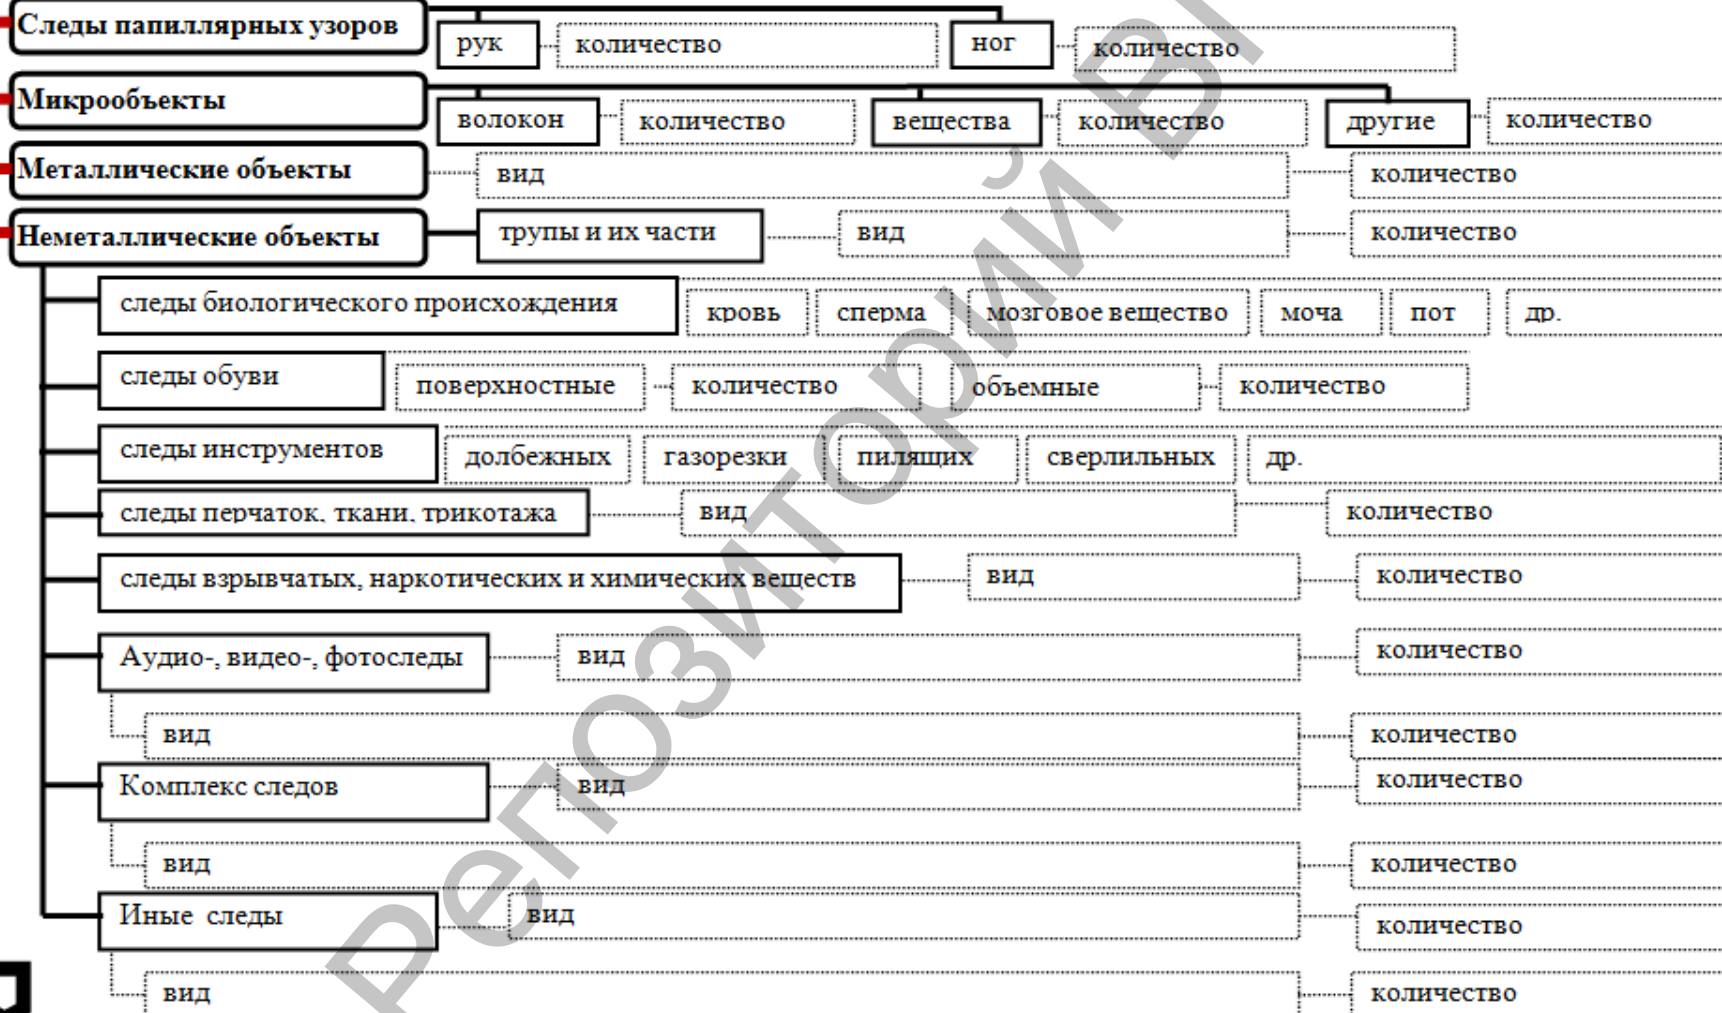 Следы папиллярных узоров
рук количество ног количество
Микрообъекты
волокон количество вещества количество другие количество
Металлические объекты вид количество
Неметаллические объекты трупы и их части вид количество
следы биологического происхождения кровь сперма мозговое вещество моча пот др.
следы обуви поверхностные количество объемные количество
следы инструментов долбежных газорезки пилящих сверлильных др.
следы перчаток, ткани, трикотажа вид количество
следы взрывчатых, наркотических и химических веществ вид количество
Аудио-, видео-, фотоследы вид количество
вид количество
Комплекс следов вид количество
вид количество
Иные следы вид количество
вид количество
Репозиторий В